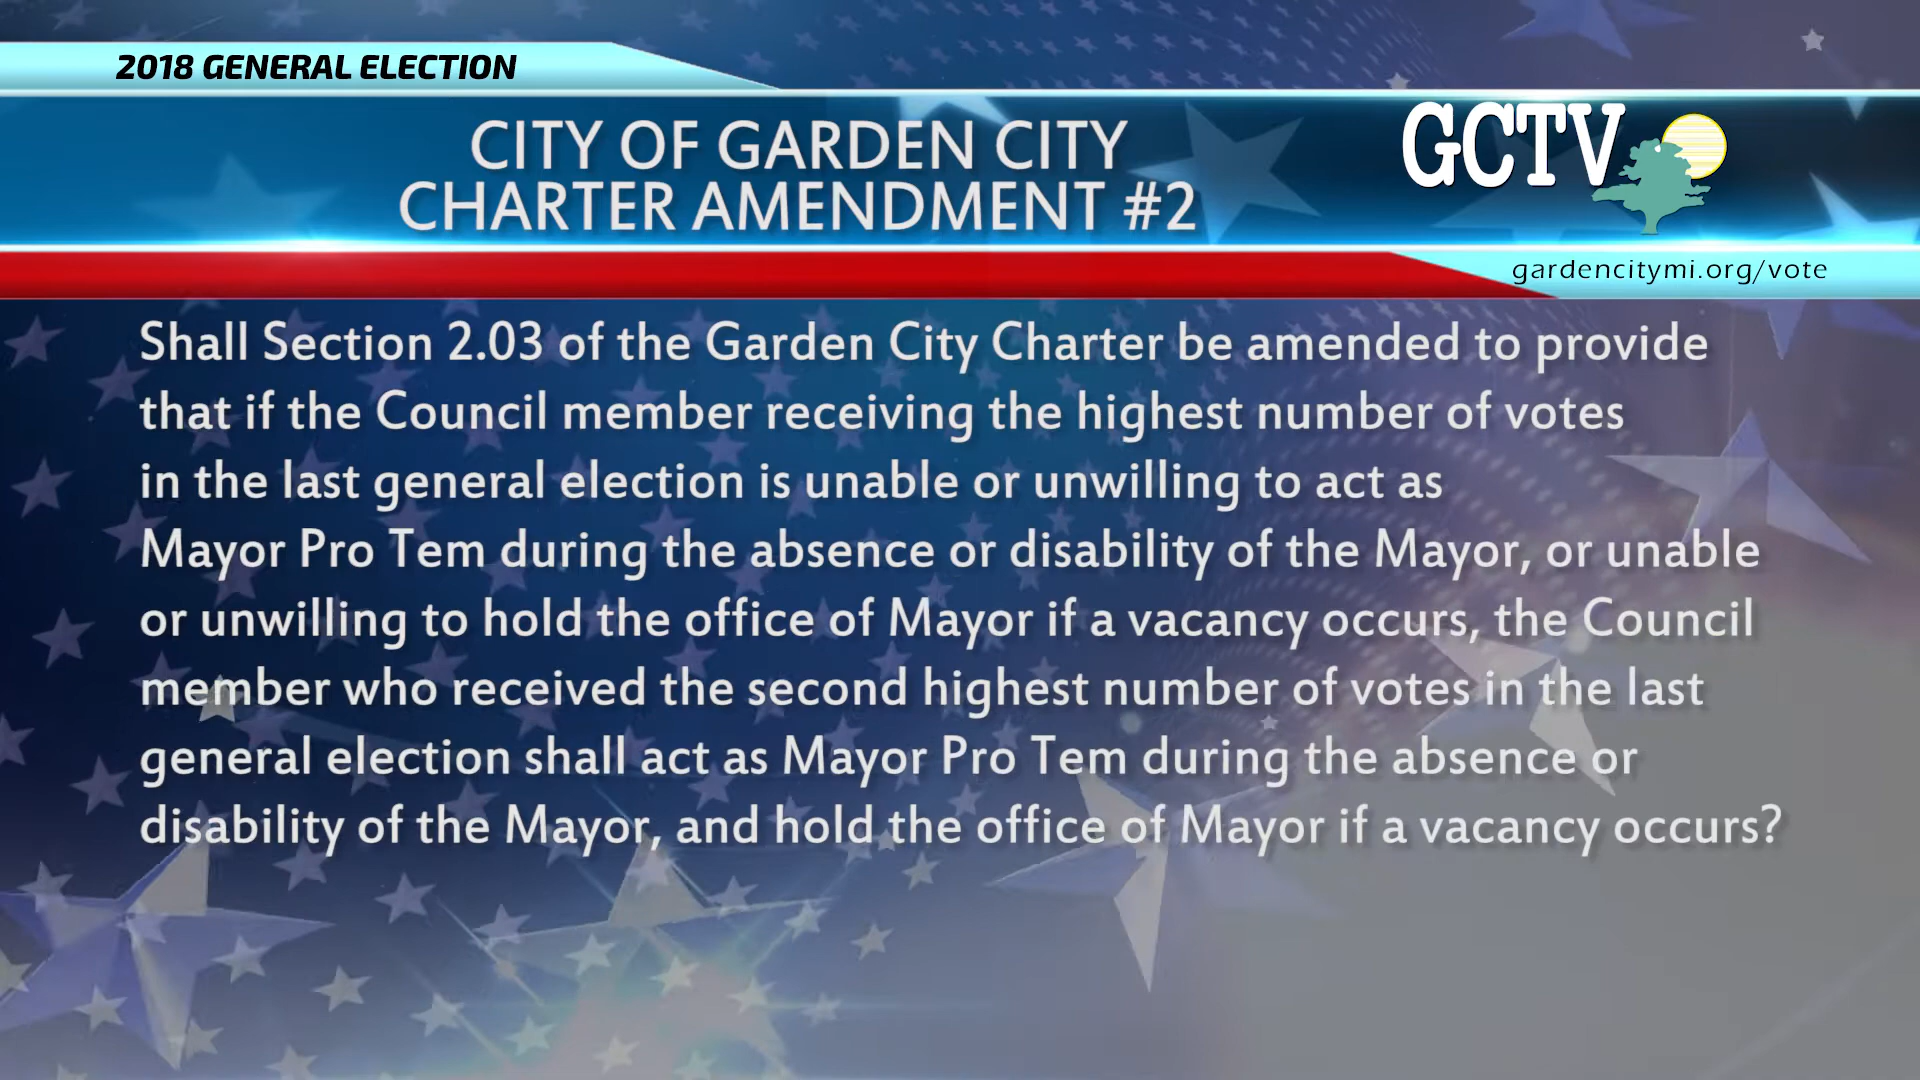 2018 GENERAL ELECTION
CITY OF GARDEN CITY
CHARTER AMENDMENT #2
GCTV
gardencitymi.org/vote
Shall Section 2.03 of the Garden City Charter be amended to provide
that if the Council member receiving the highest number of votes
in the last general election is unable or unwilling to act as
Mayor Pro Tem during the absence or disability of the Mayor, or unable
or unwilling to hold the office of Mayor if a vacancy occurs, the Council
member who received the second highest number of votes in the last
general election shall act as Mayor Pro Tem during the absence or
disability of the Mayor, and hold the office of Mayor if a vacancy occurs?